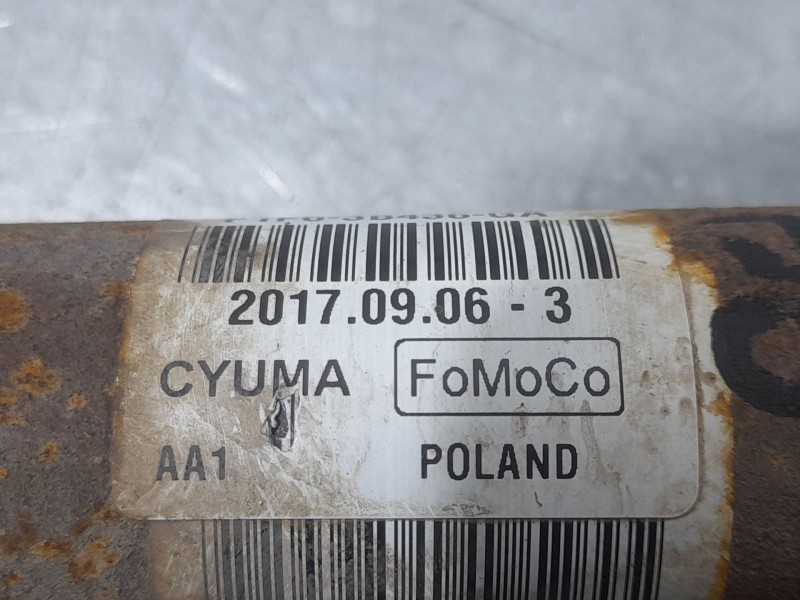 2017.09.06 - 3
CYUMA FoMoCo
AA1 POLAND